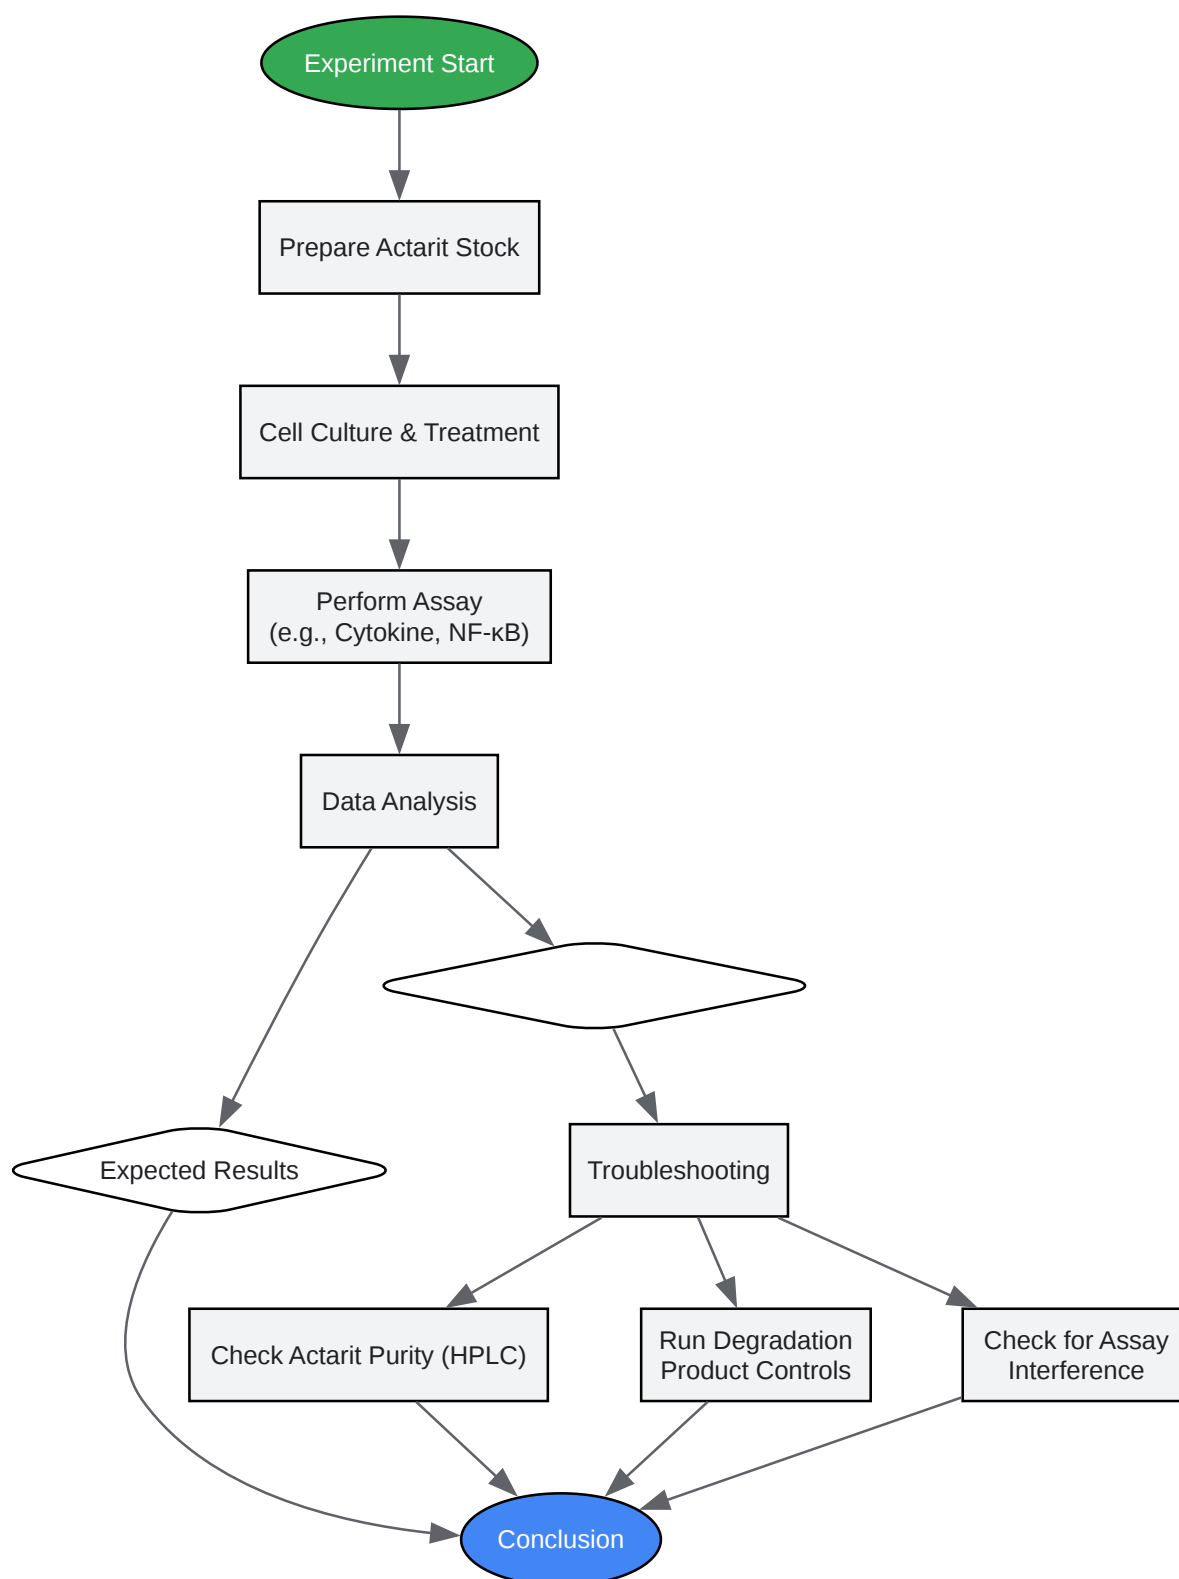 Experiment Start
Prepare Actarit Stock
Cell Culture & Treatment
Perform Assay
(e.g., Cytokine, NF-κB)
Data Analysis
Expected Results
Troubleshooting
Check Actarit Purity (HPLC)
Run Degradation
Product Controls
Check for Assay
Interference
Conclusion